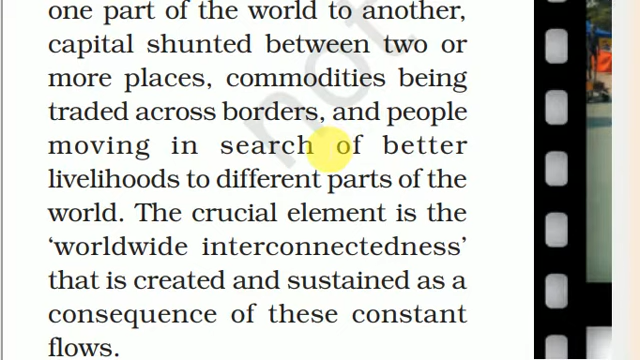 one part of the world to another,
capital shunted between two or
more places, commodities being
traded across borders, and people
moving in search of better
livelihoods to different parts of the
world. The crucial element is the
‘worldwide interconnectedness’
that is created and sustained as a
consequence of these constant
flows.
not